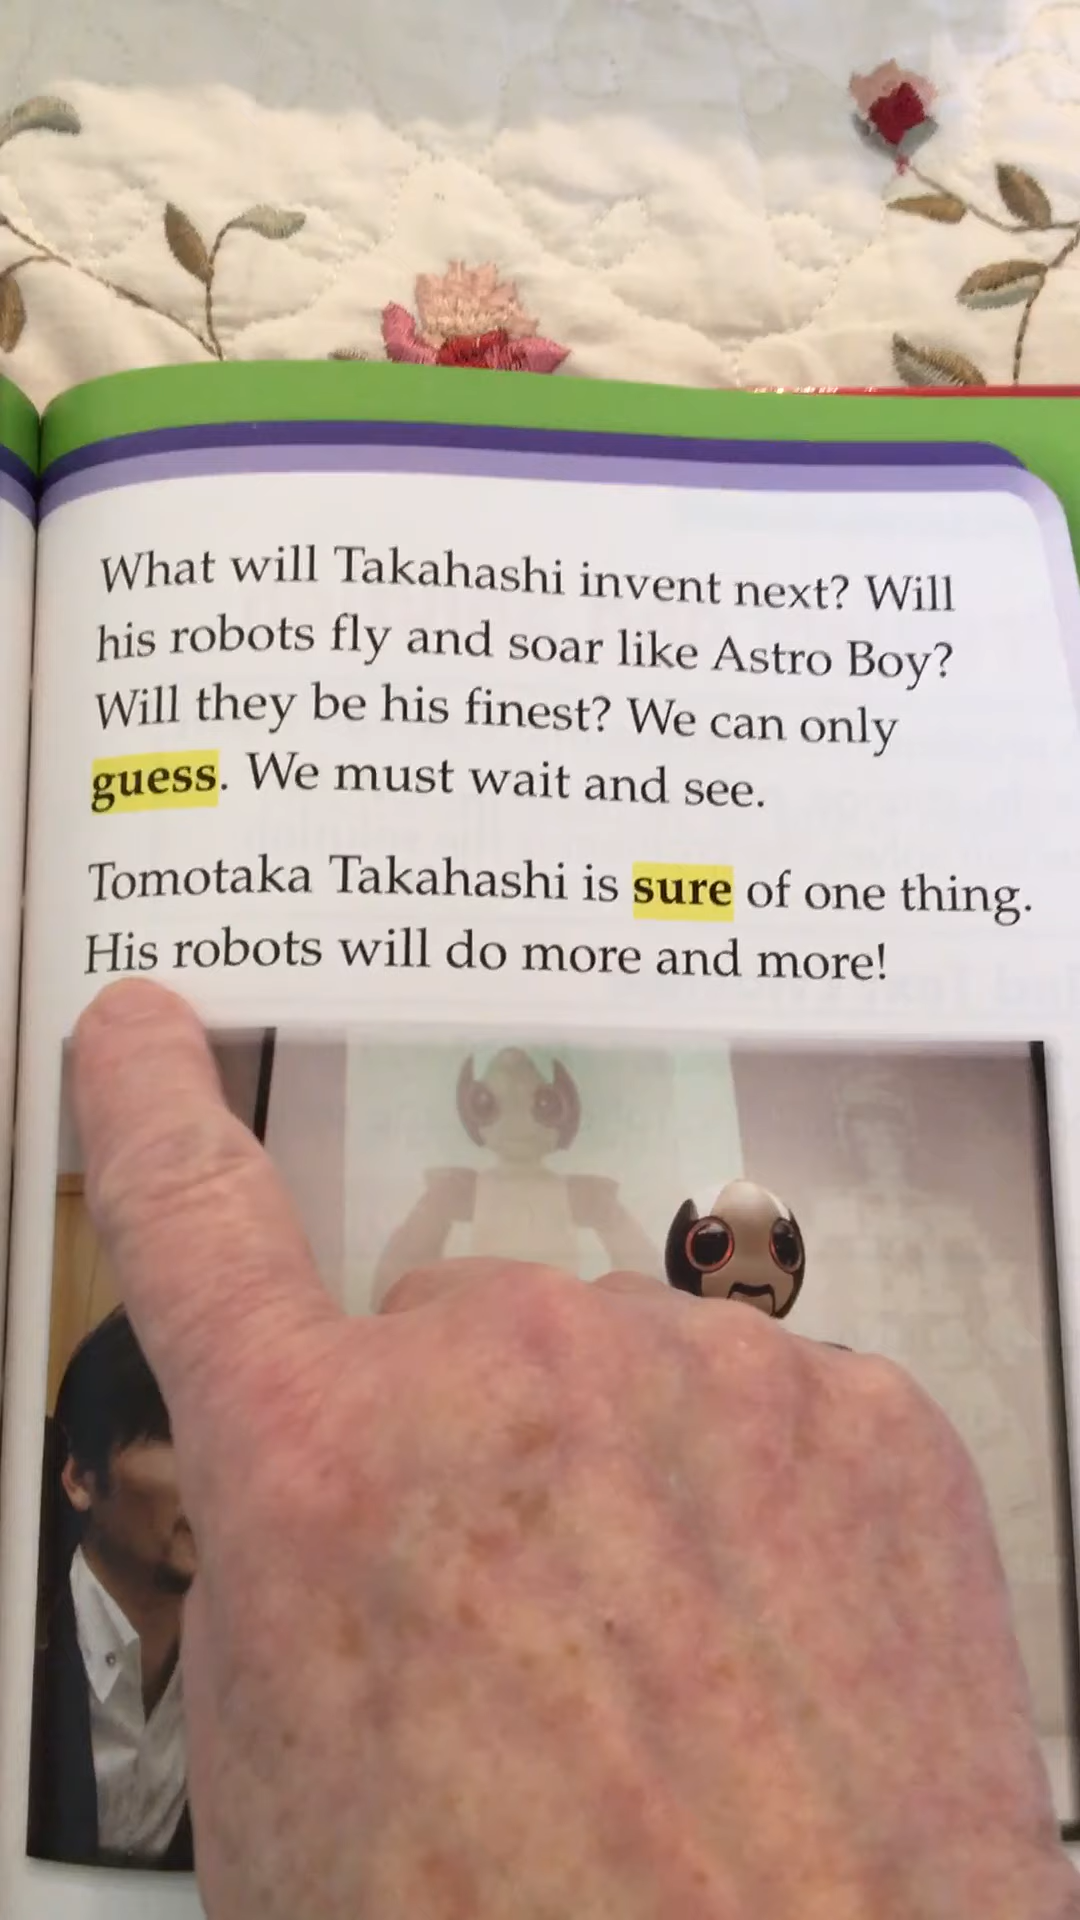 What will Takahashi invent next? Will
his robots fly and soar like Astro Boy?
Will they be his finest? We can only
guess. We must wait and see.
Tomotaka Takahashi is sure of one thing.
His robots will do more and more!